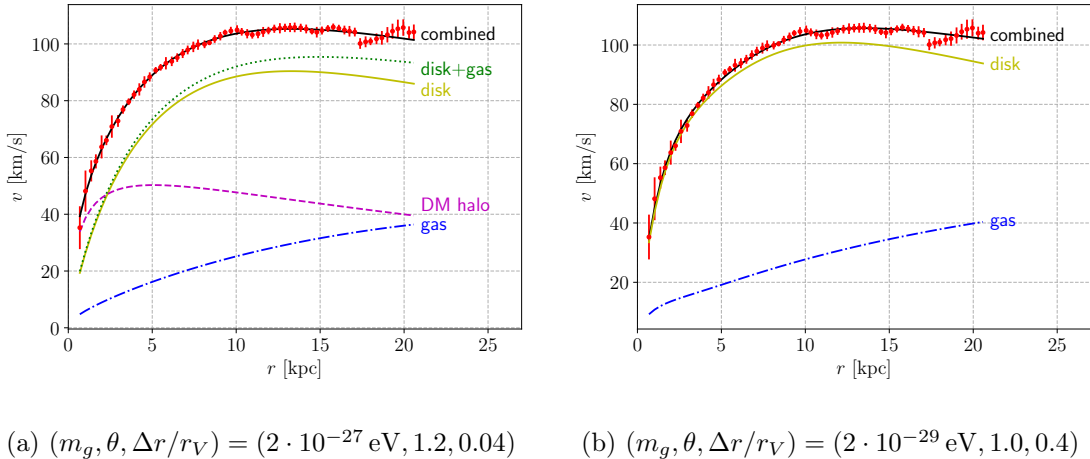 100
80
60
40
20
0
v [km/s]
combined
disk+gas
disk
DM halo
gas
0 5 10 15 20 25
r [kpc]
100
80
60
40
20
v [km/s]
combined
disk
gas
0 5 10 15 20 25
r [kpc]
(a) (m_g, θ, Δr/r_V) = (2 · 10⁻²⁷ eV, 1.2, 0.04)
(b) (m_g, θ, Δr/r_V) = (2 · 10⁻²⁹ eV, 1.0, 0.4)